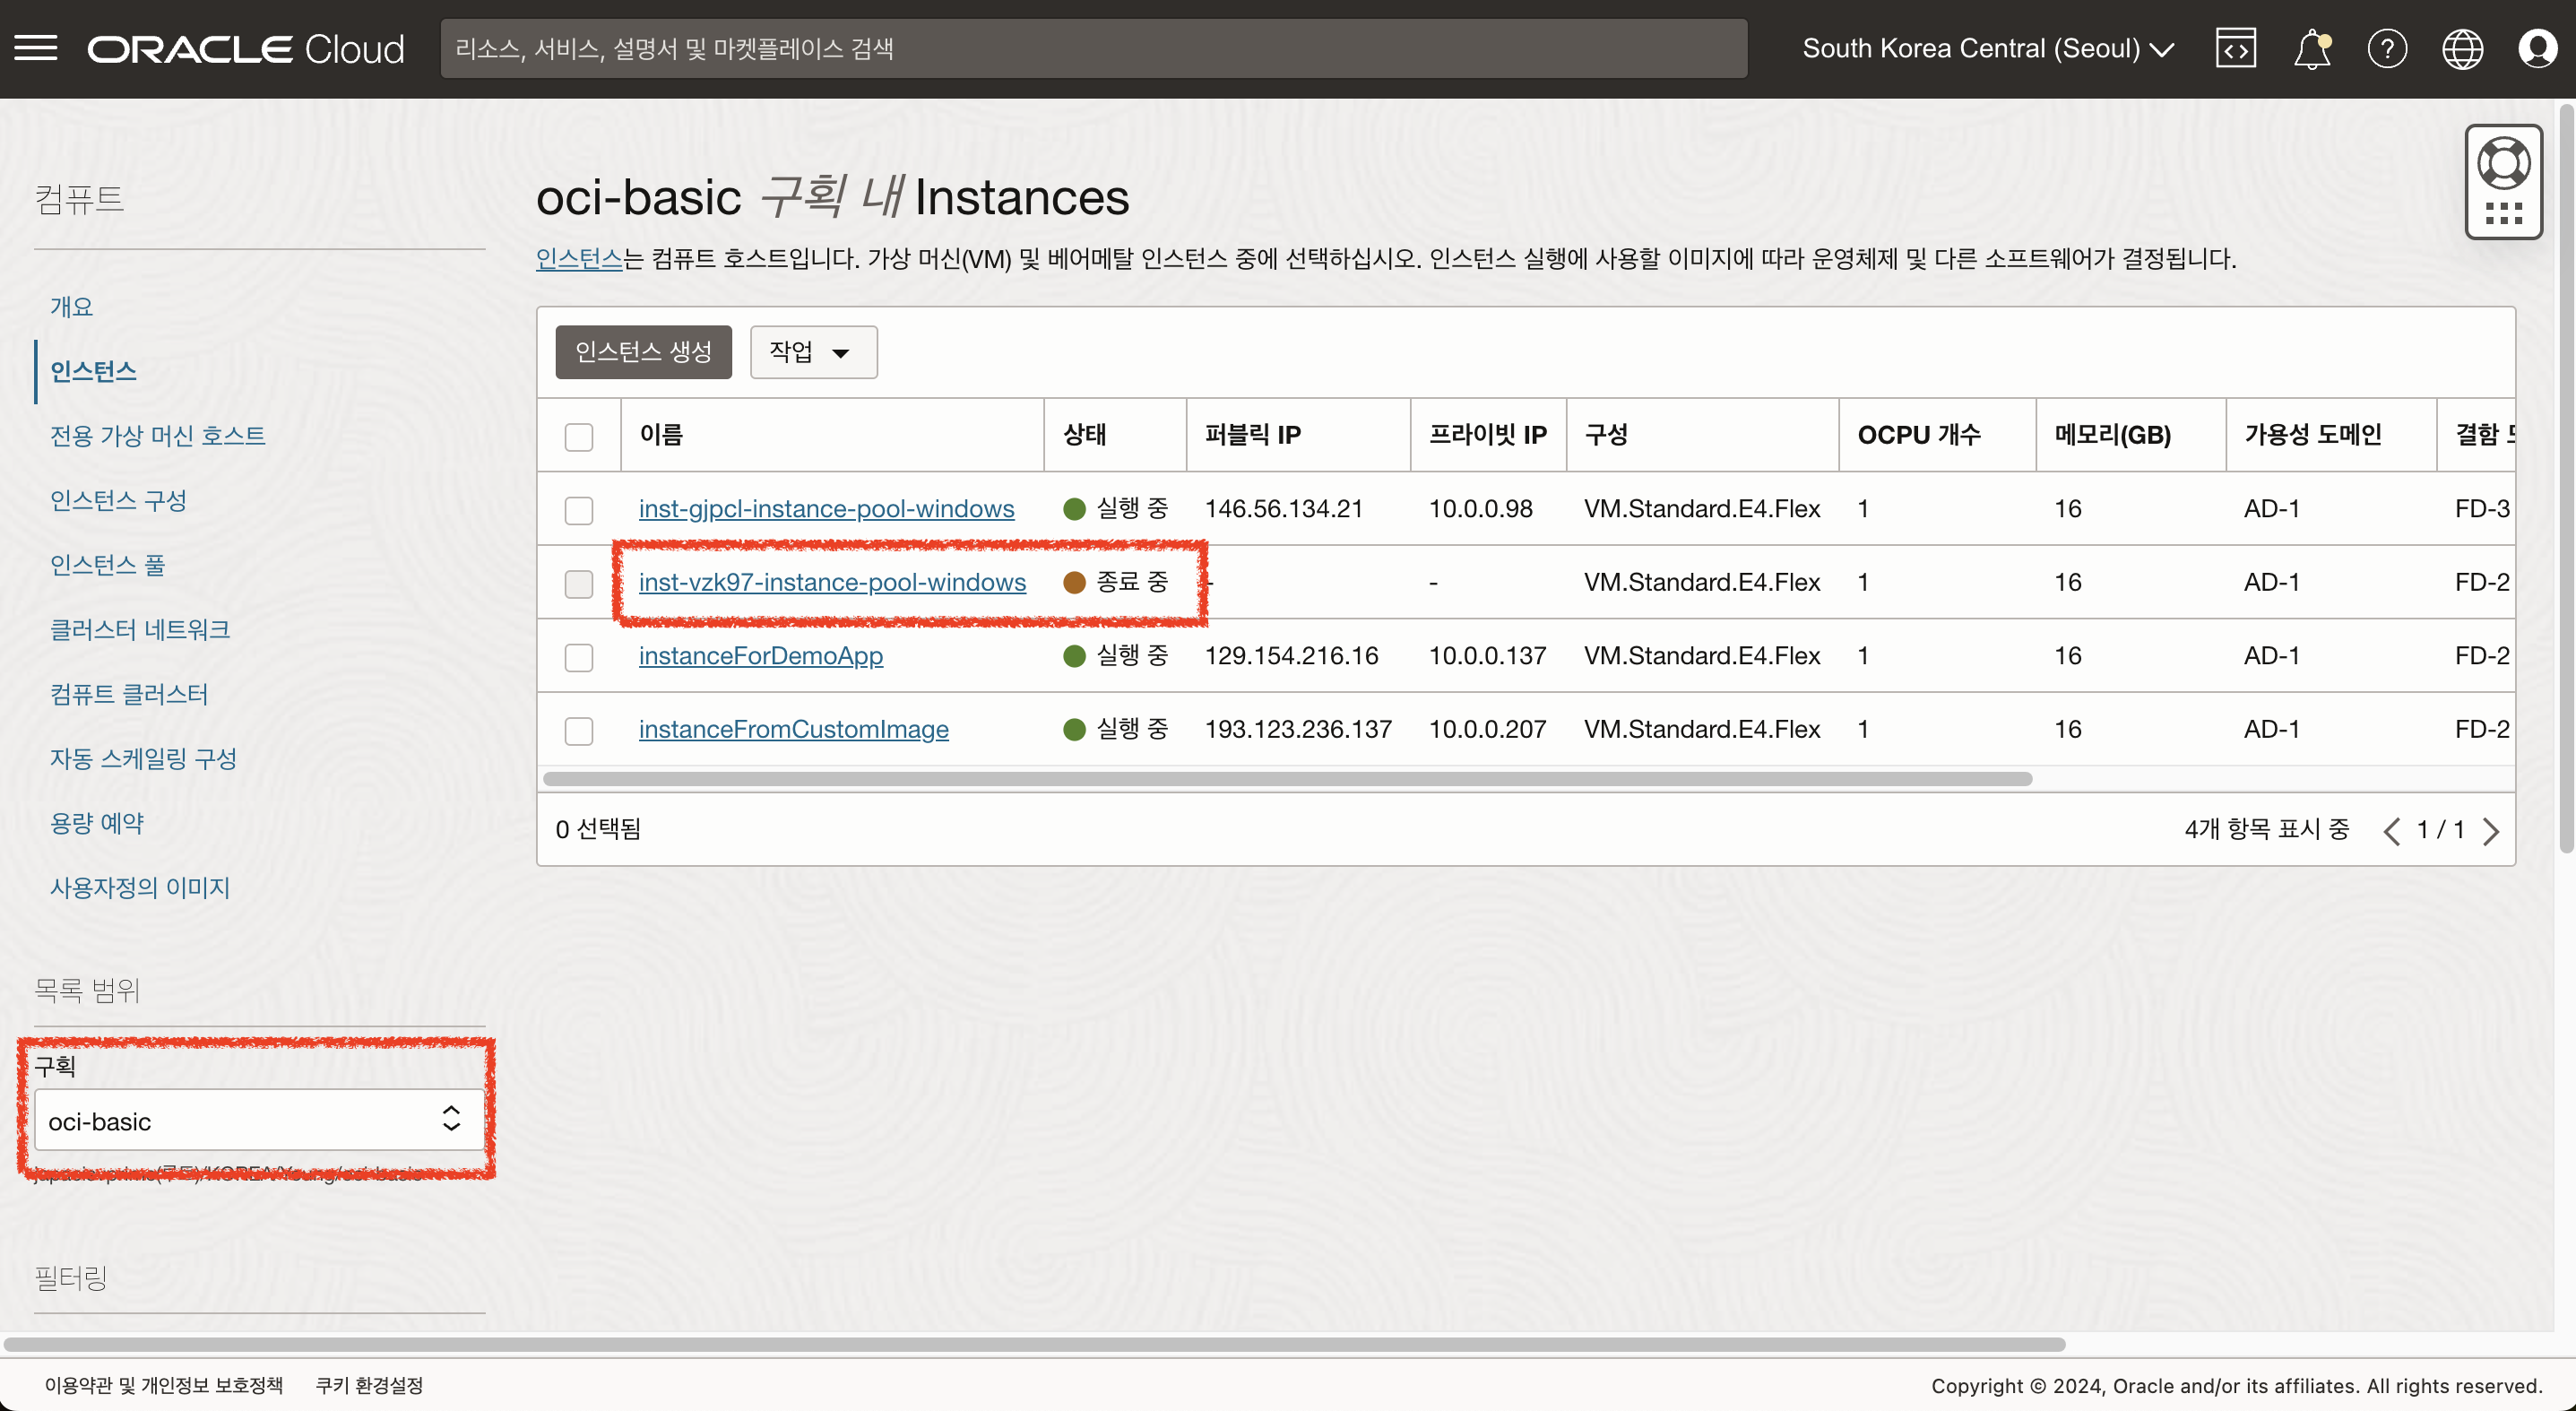 ORACLE Cloud
리소스, 서비스, 설명서 및 마켓플레이스 검색
South Korea Central (Seoul)
컴퓨트
개요
인스턴스
전용 가상 머신 호스트
인스턴스 구성
인스턴스 풀
클러스터 네트워크
컴퓨트 클러스터
자동 스케일링 구성
용량 예약
사용자정의 이미지
목록 범위
구획
oci-basic
필터링
oci-basic 구획 내 Instances
인스턴스는 컴퓨트 호스트입니다. 가상 머신(VM) 및 베어메탈 인스턴스 중에 선택하십시오. 인스턴스 실행에 사용할 이미지에 따라 운영체제 및 다른 소프트웨어가 결정됩니다.
인스턴스 생성 작업
이름 상태 퍼블릭 IP 프라이빗 IP 구성 OCPU 개수 메모리(GB) 가용성 도메인 결함
inst-gjpcl-instance-pool-windows 실행 중 146.56.134.21 10.0.0.98 VM.Standard.E4.Flex 1 16 AD-1 FD-3
inst-vzk97-instance-pool-windows 종료 중 - - VM.Standard.E4.Flex 1 16 AD-1 FD-2
instanceForDemoApp 실행 중 129.154.216.16 10.0.0.137 VM.Standard.E4.Flex 1 16 AD-1 FD-2
instanceFromCustomImage 실행 중 193.123.236.137 10.0.0.207 VM.Standard.E4.Flex 1 16 AD-1 FD-2
0 선택됨 4개 항목 표시 중 1 / 1
이용약관 및 개인정보 보호정책 쿠키 환경설정 Copyright © 2024, Oracle and/or its affiliates. All rights reserved.